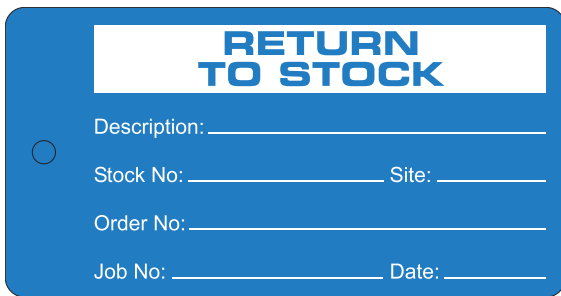 RETURN
TO STOCK
Description:
Stock No: Site:
Order No:
Job No: Date: